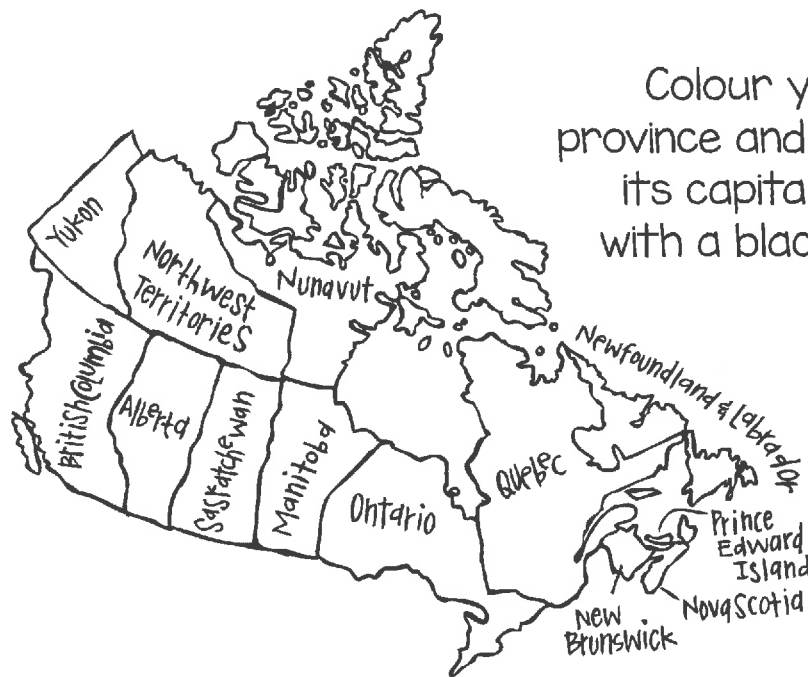 Colour y
province and
its capita
with a blac
Yukon
Northwest
Territories
Nunavut
British Columbia
Alberta
Saskatchewan
Manitoba
Ontario
Quebec
Newfoundland & Labrador
Prince
Edward
Island
Nova Scotia
New
Brunswick